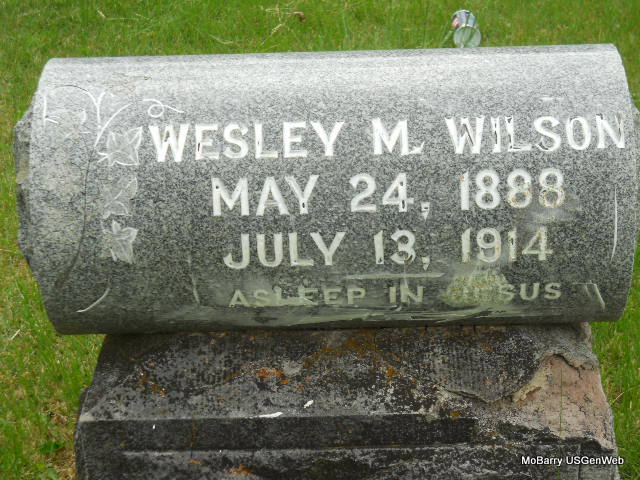 WESLEY M. WILSON
MAY 24, 1888
JULY 13, 1914
ASLEEP IN JESUS
MoBarry USGenWeb